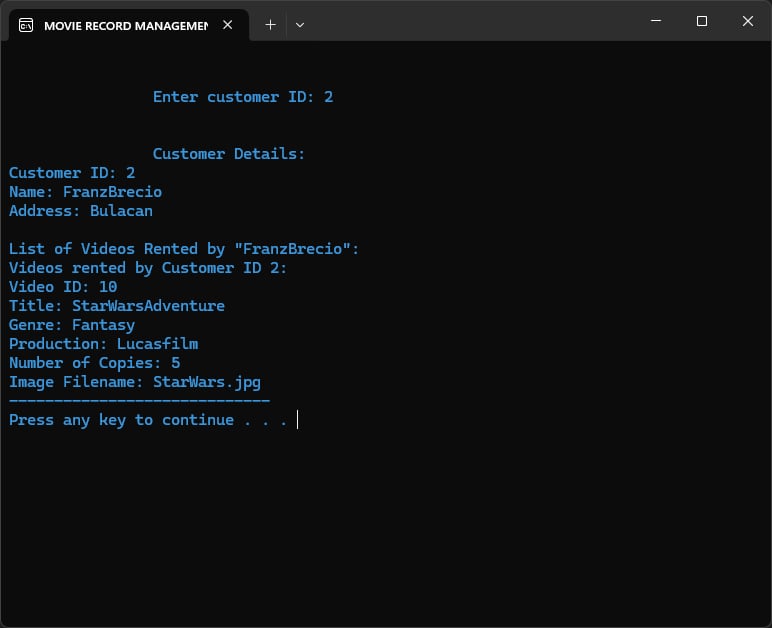 MOVIE RECORD MANAGEMEN
Enter customer ID: 2
Customer Details:
Customer ID: 2
Name: FranzBrecio
Address: Bulacan
List of Videos Rented by "FranzBrecio":
Videos rented by Customer ID 2:
Video ID: 10
Title: StarWarsAdventure
Genre: Fantasy
Production: Lucasfilm
Number of Copies: 5
Image Filename: StarWars.jpg
-----------------------------
Press any key to continue . . .